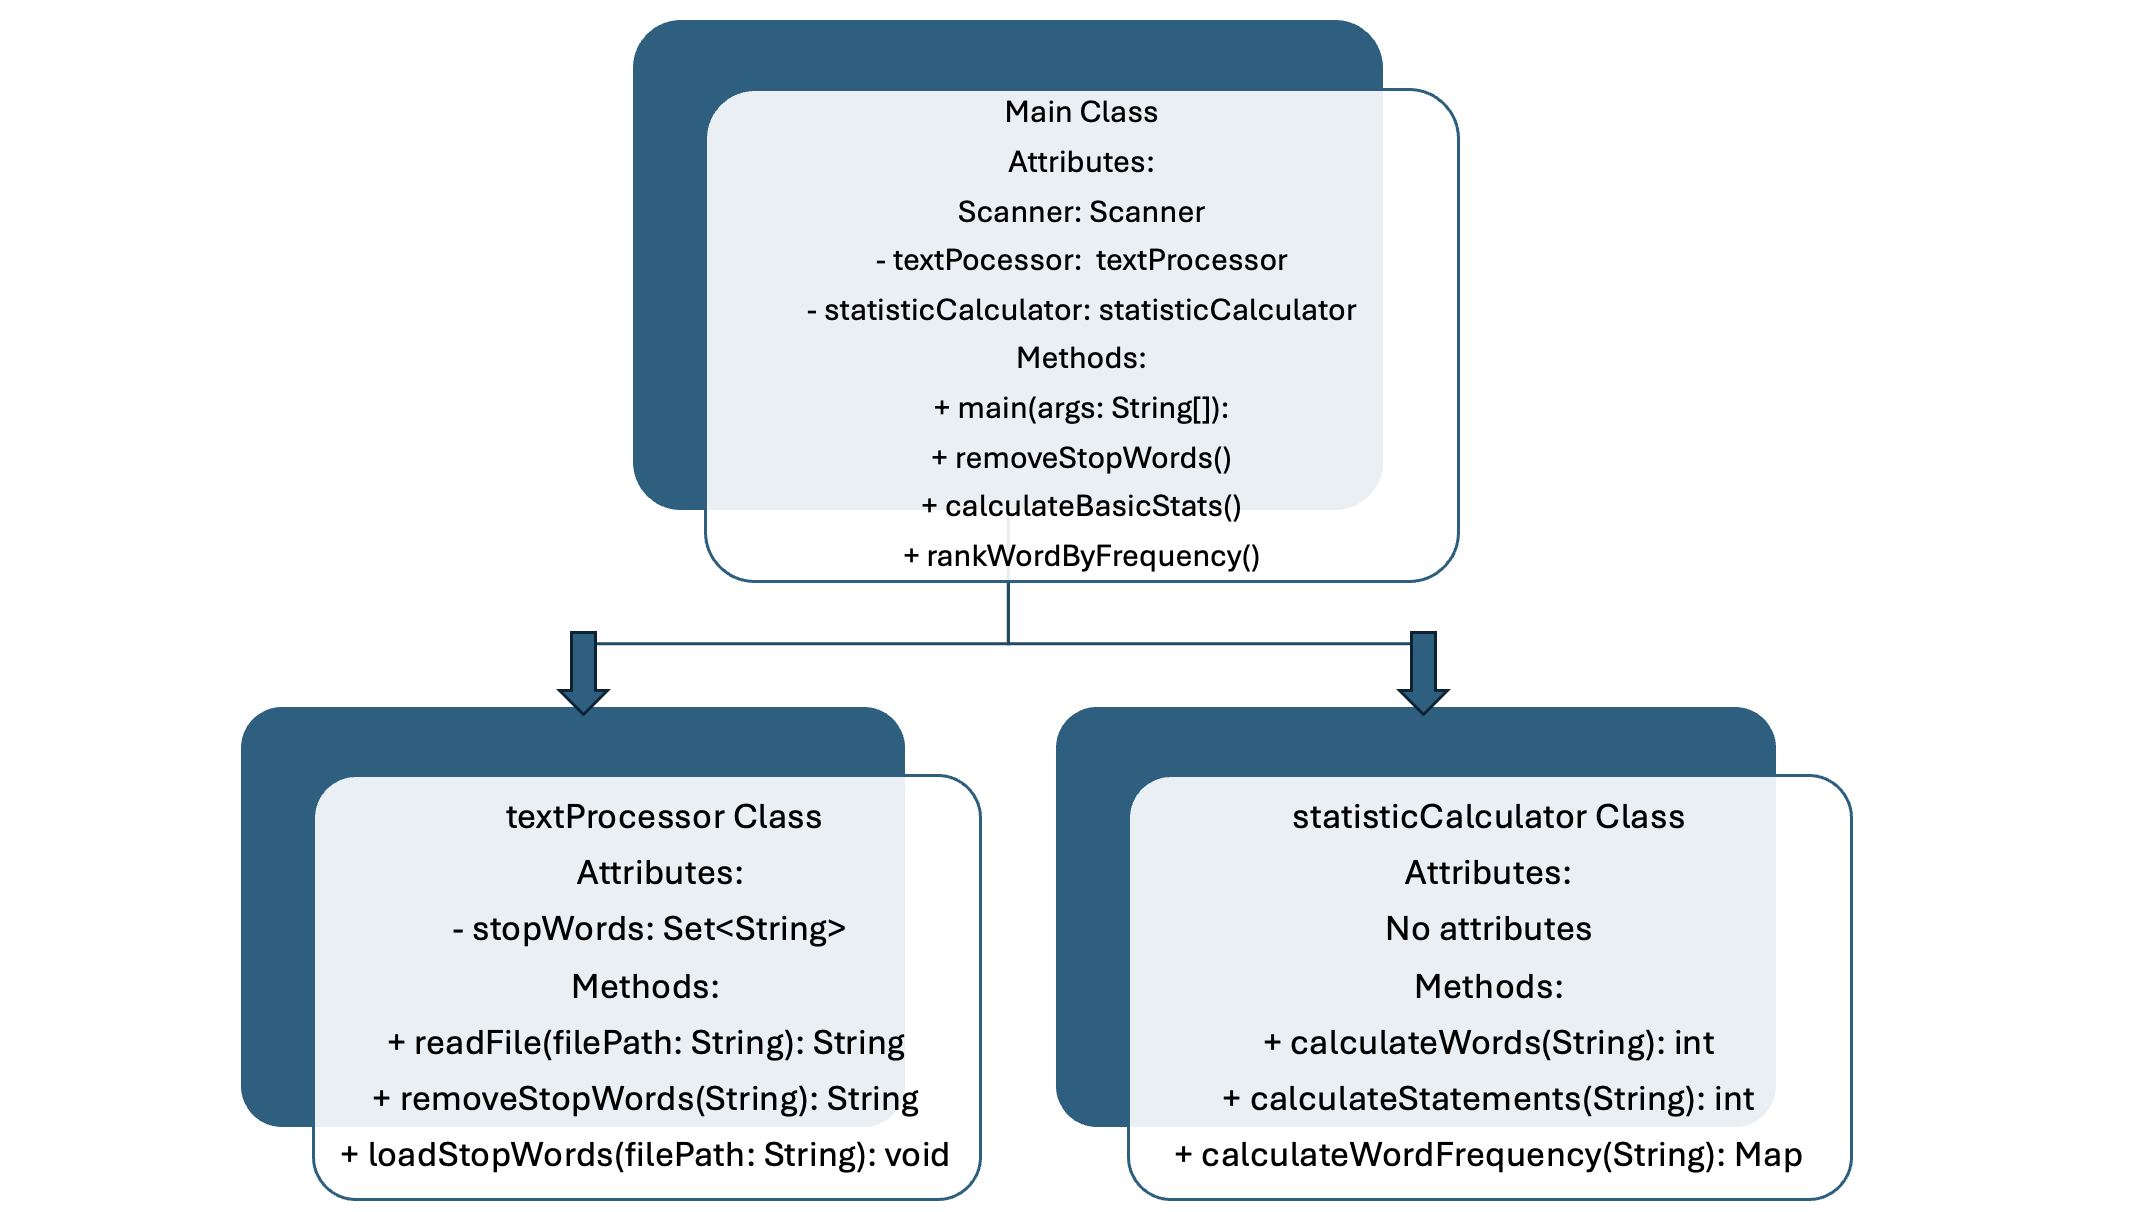 Main Class
Attributes:
Scanner: Scanner
- textPocessor:  textProcessor
- statisticCalculator: statisticCalculator
Methods:
+ main(args: String[]):
+ removeStopWords()
+ calculateBasicStats()
+ rankWordByFrequency()
textProcessor Class
Attributes:
- stopWords: Set<String>
Methods:
+ readFile(filePath: String): String
+ removeStopWords(String): String
+ loadStopWords(filePath: String): void
statisticCalculator Class
Attributes:
No attributes
Methods:
+ calculateWords(String): int
+ calculateStatements(String): int
+ calculateWordFrequency(String): Map